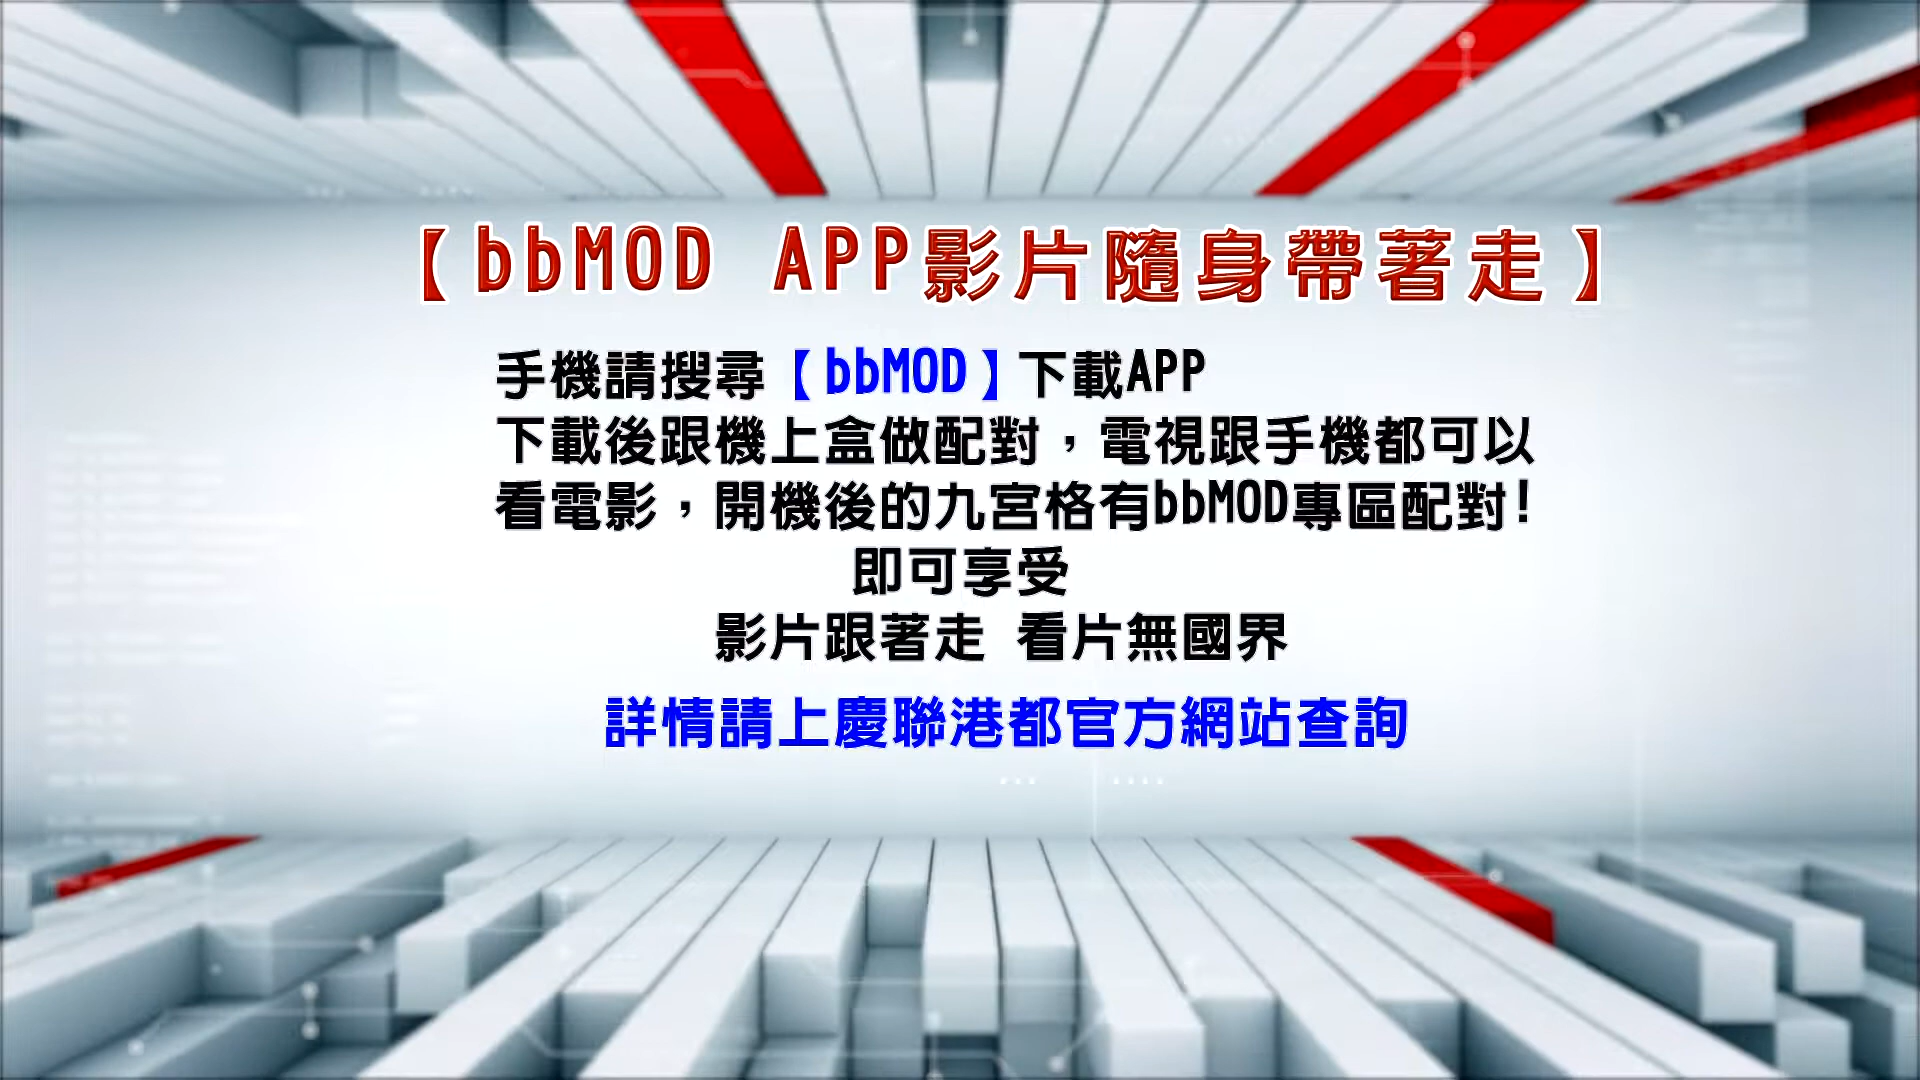 【bbMOD APP影片隨身帶著走】
手機請搜尋【bbMOD】下載APP
下載後跟機上盒做配對，電視跟手機都可以
看電影，開機後的九宮格有bbMOD專區配對!
即可享受
影片跟著走 看片無國界
詳情請上慶聯港都官方網站查詢